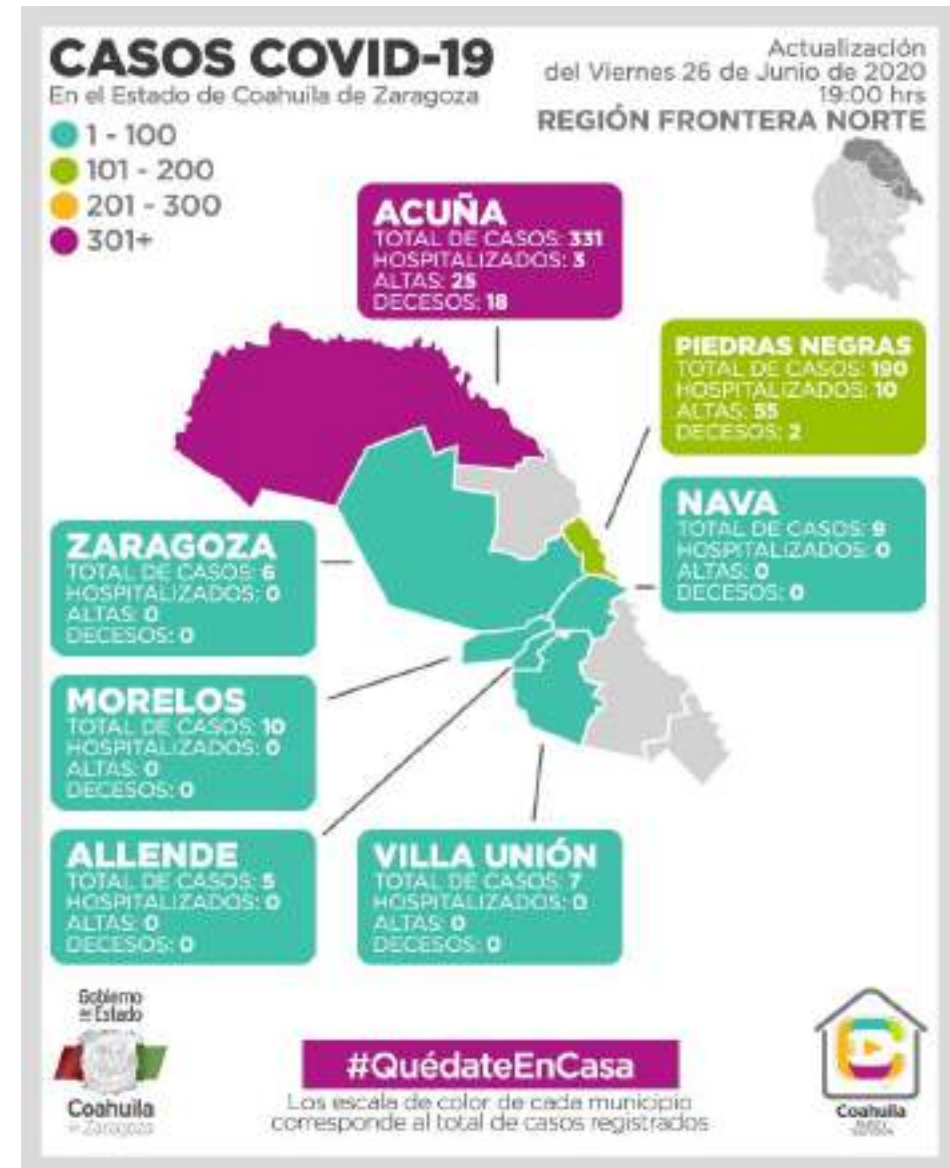 CASOS COVID-19
En el Estado de Coahuila de Zaragoza
Actualización
del Viernes 26 de Junio de 2020
19:00 hrs
REGIÓN FRONTERA NORTE
1 - 100
101 - 200
201 - 300
301+
ACUÑA
TOTAL DE CASOS: 331
HOSPITALIZADOS: 3
ALTAS: 25
DECESOS: 18
PIEDRAS NEGRAS
TOTAL DE CASOS: 190
HOSPITALIZADOS: 10
ALTAS: 55
DECESOS: 2
NAVA
TOTAL DE CASOS: 9
HOSPITALIZADOS: 0
ALTAS: 0
DECESOS: 0
ZARAGOZA
TOTAL DE CASOS: 6
HOSPITALIZADOS: 0
ALTAS: 0
DECESOS: 0
MORELOS
TOTAL DE CASOS: 10
HOSPITALIZADOS: 0
ALTAS: 0
DECESOS: 0
ALLENDE
TOTAL DE CASOS: 5
HOSPITALIZADOS: 0
ALTAS: 0
DECESOS: 0
VILLA UNIÓN
TOTAL DE CASOS: 7
HOSPITALIZADOS: 0
ALTAS: 0
DECESOS: 0
Gobierno
de Estado
Coahuila
de Zaragoza
#QuédateEnCasa
Los escala de color de cada municipio
corresponde al total de casos registrados
Coahuila